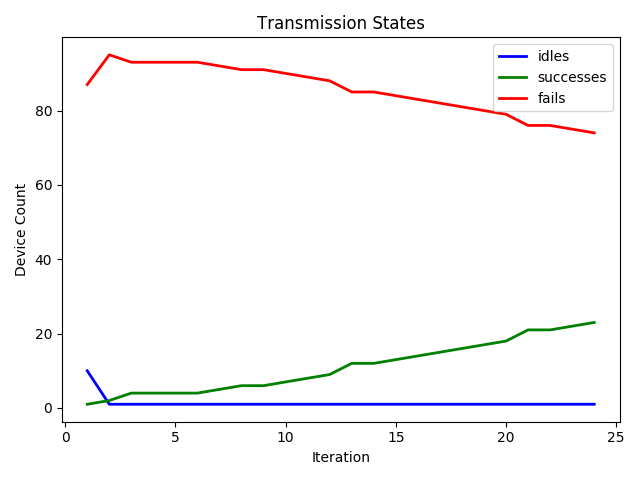 Transmission States
idles
successes
fails
Device Count
80
60
40
20
0
0 5 10 15 20 25
Iteration